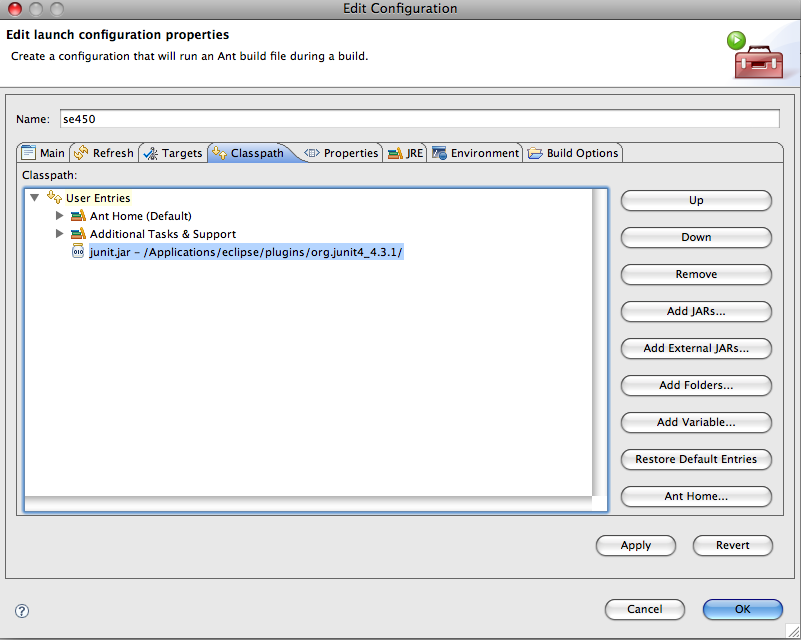 Edit Configuration
Edit launch configuration properties
Create a configuration that will run an Ant build file during a build.
Name: se450
Main Refresh Targets Classpath Properties JRE Environment Build Options
Classpath:
User Entries
Ant Home (Default)
Additional Tasks & Support
junit.jar – /Applications/eclipse/plugins/org.junit4_4.3.1/
Up
Down
Remove
Add JARs...
Add External JARs...
Add Folders...
Add Variable...
Restore Default Entries
Ant Home...
Apply Revert
? Cancel OK